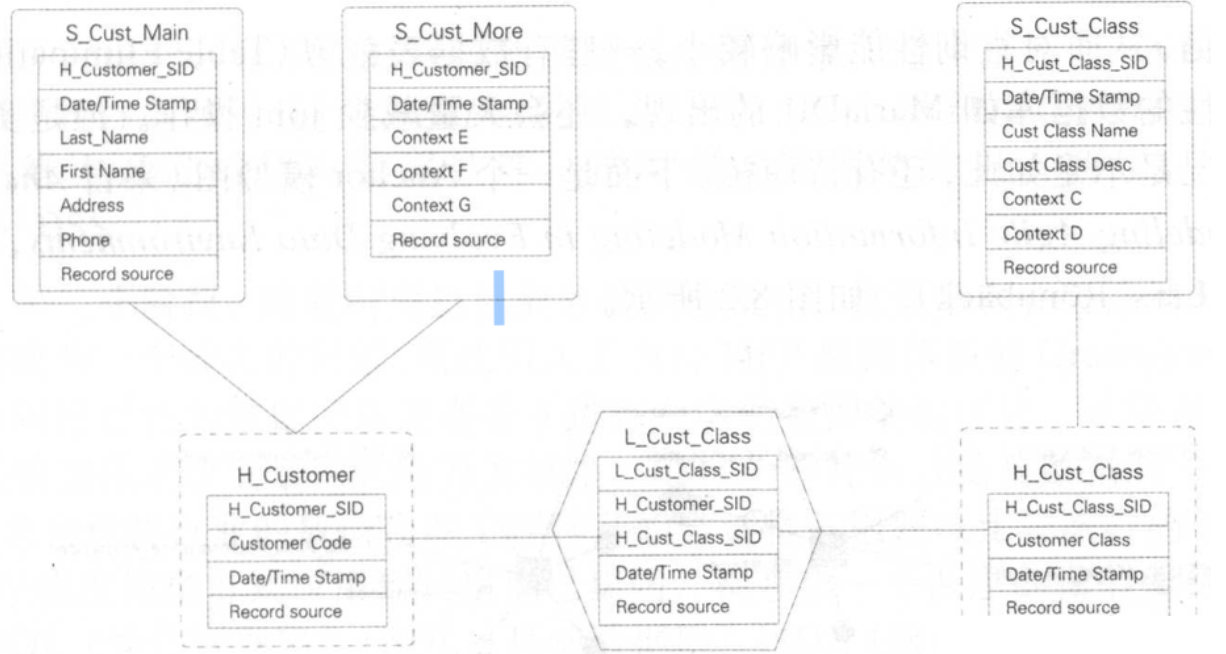 S_Cust_Main
H_Customer_SID
Date/Time Stamp
Last_Name
First Name
Address
Phone
Record source
S_Cust_More
H_Customer_SID
Date/Time Stamp
Context E
Context F
Context G
Record source
S_Cust_Class
H_Cust_Class_SID
Date/Time Stamp
Cust Class Name
Cust Class Desc
Context C
Context D
Record source
H_Customer
H_Customer_SID
Customer Code
Date/Time Stamp
Record source
L_Cust_Class
L_Cust_Class_SID
H_Customer_SID
H_Cust_Class_SID
Date/Time Stamp
Record source
H_Cust_Class
H_Cust_Class_SID
Customer Class
Date/Time Stamp
Record source